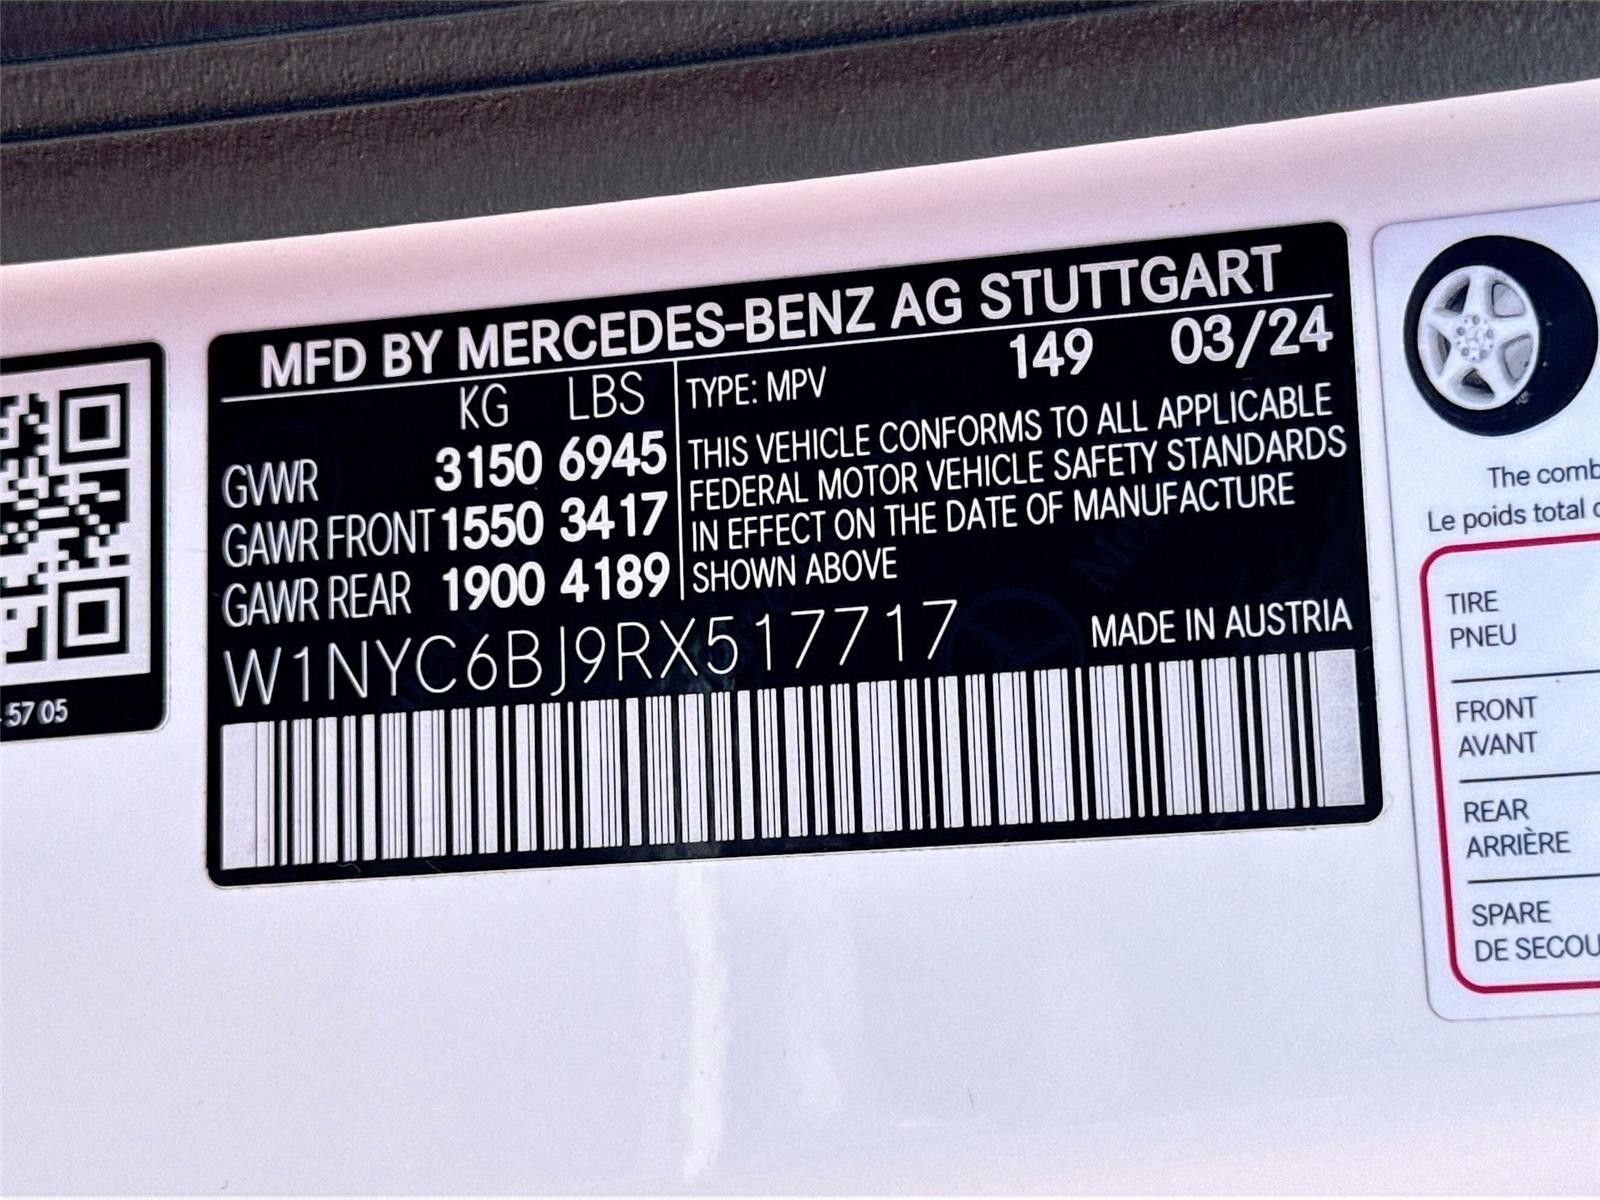 MFD BY MERCEDES-BENZ AG STUTTGART
KG LBS
GVWR 3150 6945
GAWR FRONT 1550 3417
GAWR REAR 1900 4189
TYPE: MPV 149 03/24
THIS VEHICLE CONFORMS TO ALL APPLICABLE
FEDERAL MOTOR VEHICLE SAFETY STANDARDS
IN EFFECT ON THE DATE OF MANUFACTURE
SHOWN ABOVE
W1NYC6BJ9RX517717
MADE IN AUSTRIA
57 05
The comb
Le poids total
TIRE
PNEU
FRONT
AVANT
REAR
ARRIÈRE
SPARE
DE SECOU